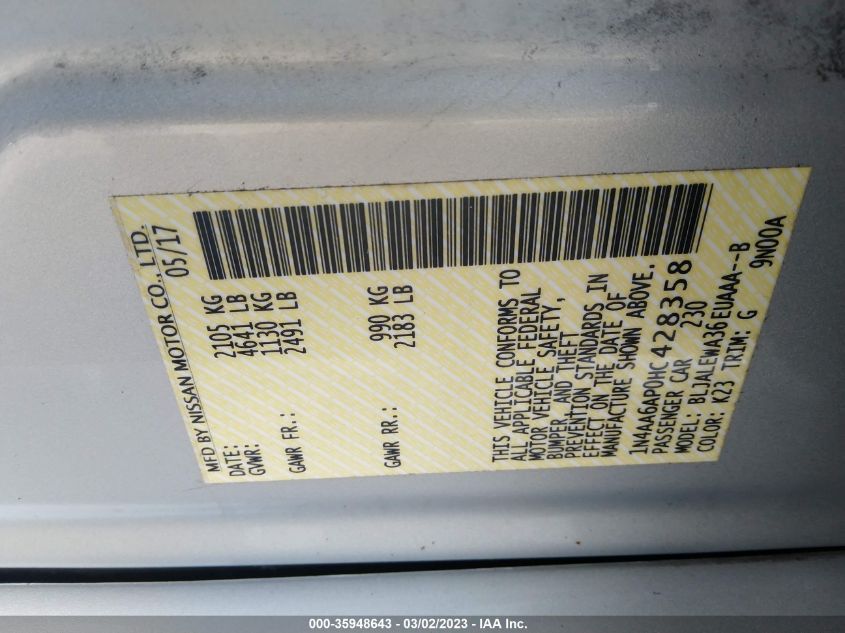 MFD BY NISSAN MOTOR CO., LTD.
DATE: 05/17
GVWR: 2105 KG
4641 LB
GAWR FR.: 1130 KG
2491 LB
GAWR RR.: 990 KG
2183 LB
THIS VEHICLE CONFORMS TO
ALL APPLICABLE FEDERAL
MOTOR VEHICLE SAFETY,
BUMPER AND THEFT
PREVENTION STANDARDS IN
EFFECT ON THE DATE OF
MANUFACTURE SHOWN ABOVE.
1N4AA6AP0HC428358
PASSENGER CAR 230
MODEL: BLJALEWA36EUAAA--B
COLOR: K23 TRIM: G 9N00A
000-35948643 - 03/02/2023 - IAA Inc.